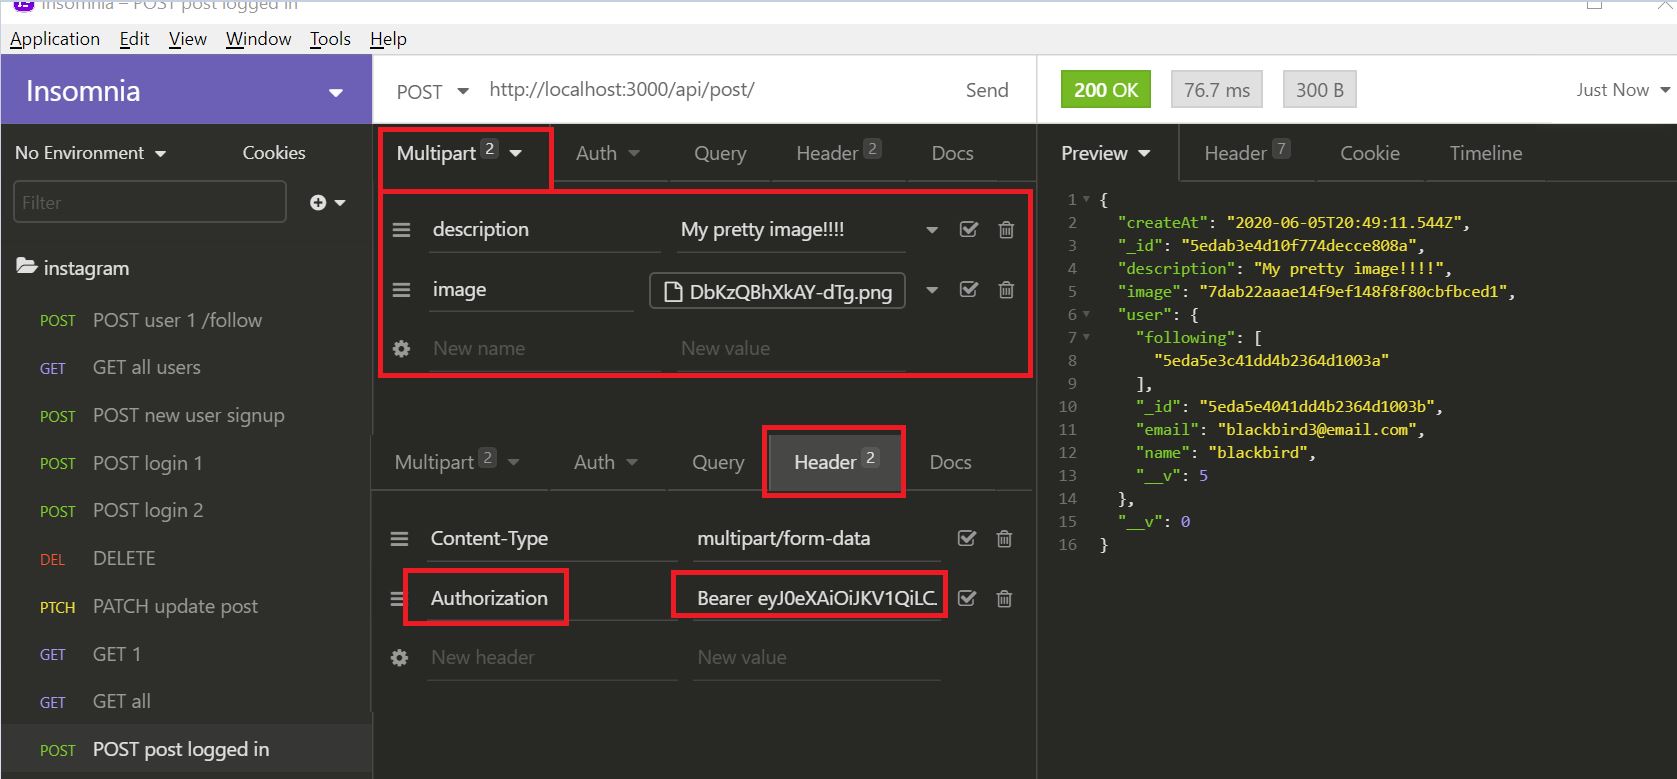 Insomnia – POST post logged in
Application Edit View Window Tools Help
Insomnia
POST http://localhost:3000/api/post/ Send
200 OK 76.7 ms 300 B Just Now
No Environment Cookies
Filter
instagram
POST POST user 1 /follow
GET GET all users
POST POST new user signup
POST POST login 1
POST POST login 2
DEL DELETE
PTCH PATCH update post
GET GET 1
GET GET all
POST POST post logged in
Multipart 2 Auth Query Header 2 Docs
description My pretty image!!!!
image DbKzQBhXkAY-dTg.png
New name New value
Multipart 2 Auth Query Header 2 Docs
Content-Type multipart/form-data
Authorization Bearer eyJ0eXAiOiJKV1QiLC.
New header New value
Preview Header 7 Cookie Timeline
1 {
2 "createAt": "2020-06-05T20:49:11.544Z",
3 "_id": "5edab3e4d10f774decce808a",
4 "description": "My pretty image!!!!",
5 "image": "7dab22aaae14f9ef148f8f80cbfbced1",
6 "user": {
7 "following": [
8 "5eda5e3c41dd4b2364d1003a"
9 ],
10 "_id": "5eda5e4041dd4b2364d1003b",
11 "email": "blackbird3@email.com",
12 "name": "blackbird",
13 "__v": 5
14 },
15 "__v": 0
16 }